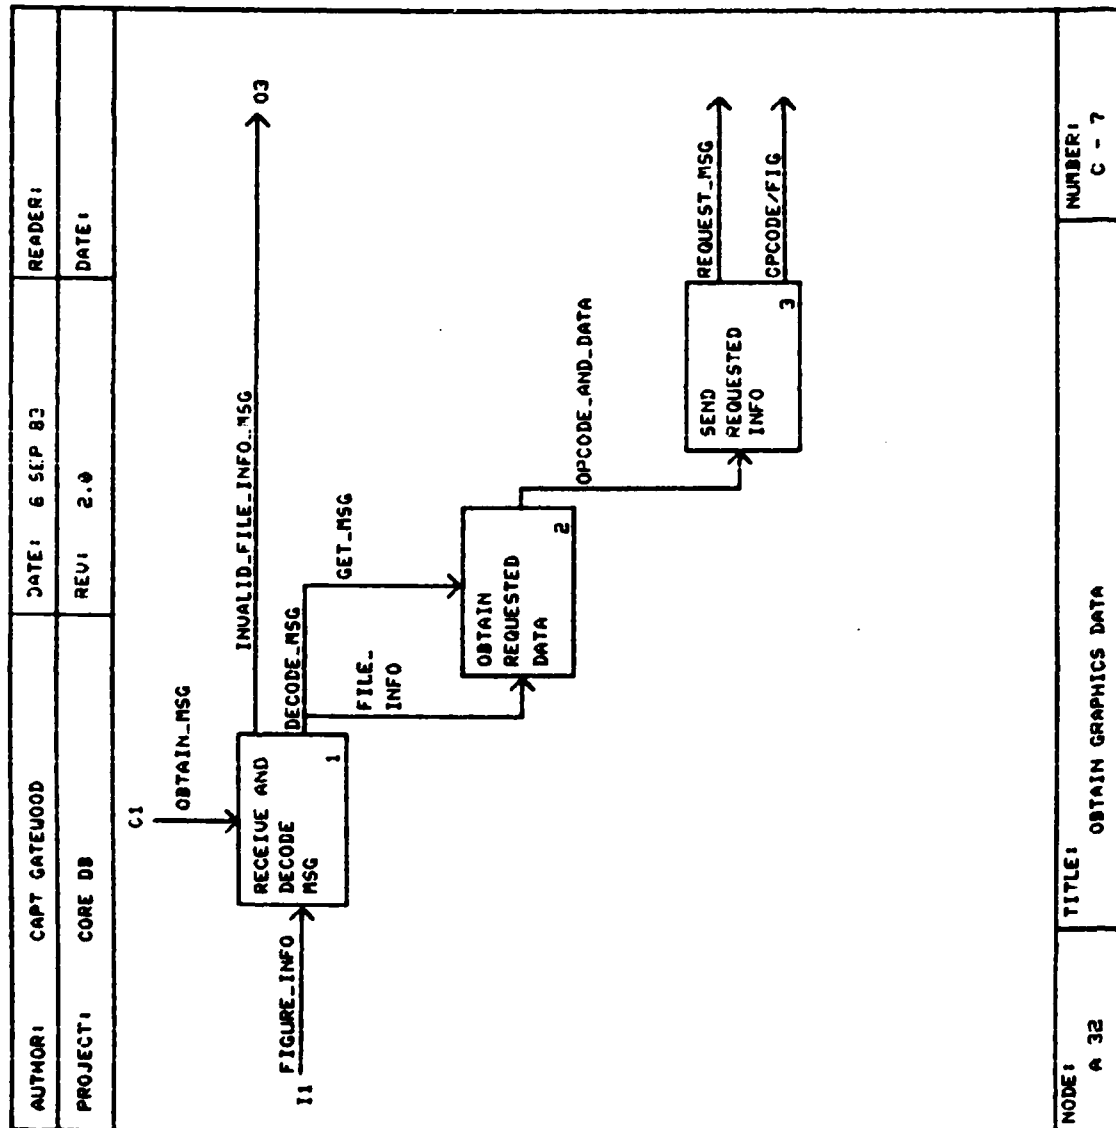 AUTHOR: CAPT GATEWOOD
DATE: 6 SEP 83
READER:
PROJECT: CORE DB
REV: 2.0
DATE:
C1
OBTAIN_MSG
INVALID_FILE_INFO_MSG
O3
I1
FIGURE_INFO
RECEIVE AND
DECODE
MSG
1
DECODE_MSG
GET_MSG
FILE_
INFO
OBTAIN
REQUESTED
DATA
2
OPCODE_AND_DATA
SEND
REQUESTED
INFO
3
REQUEST_MSG
OPCODE/FIG
NODE:
A 32
TITLE:
OBTAIN GRAPHICS DATA
NUMBER:
C - 7